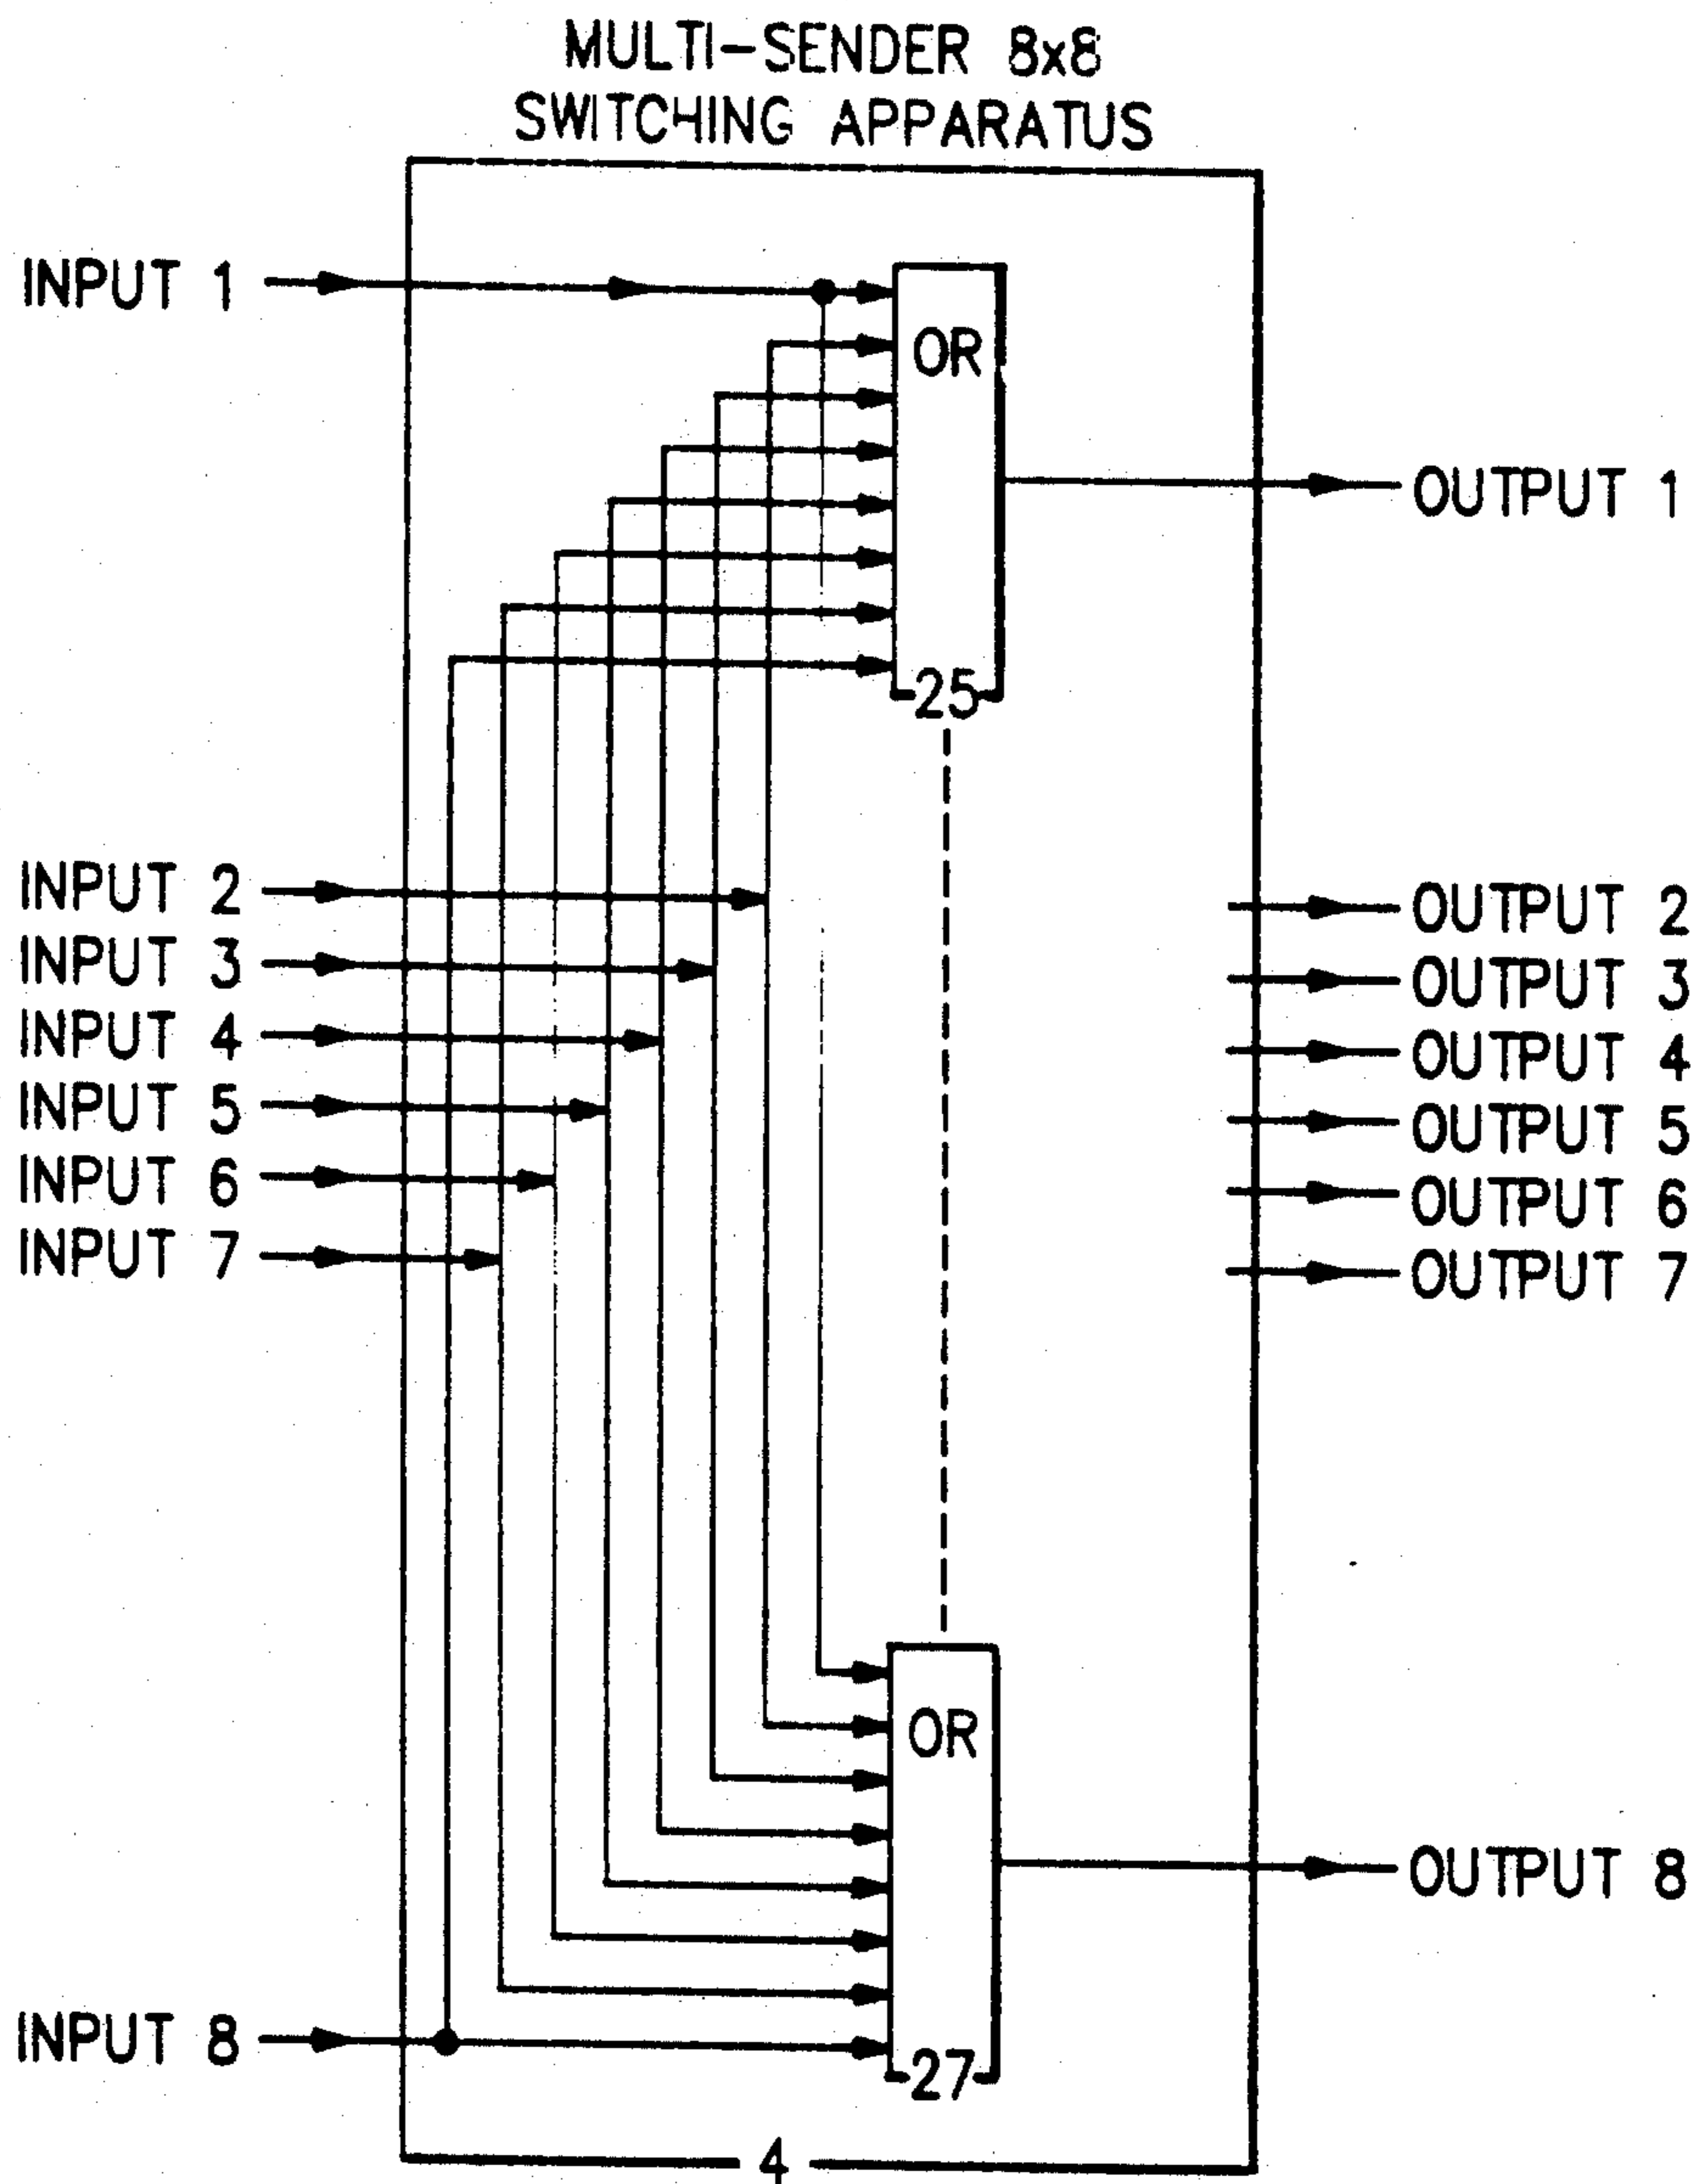 MULTI-SENDER 8x8
SWITCHING APPARATUS
INPUT 1
OR
OUTPUT 1
25
INPUT 2
OUTPUT 2
INPUT 3
OUTPUT 3
INPUT 4
OUTPUT 4
INPUT 5
OUTPUT 5
INPUT 6
OUTPUT 6
INPUT 7
OUTPUT 7
OR
OUTPUT 8
INPUT 8
27
4